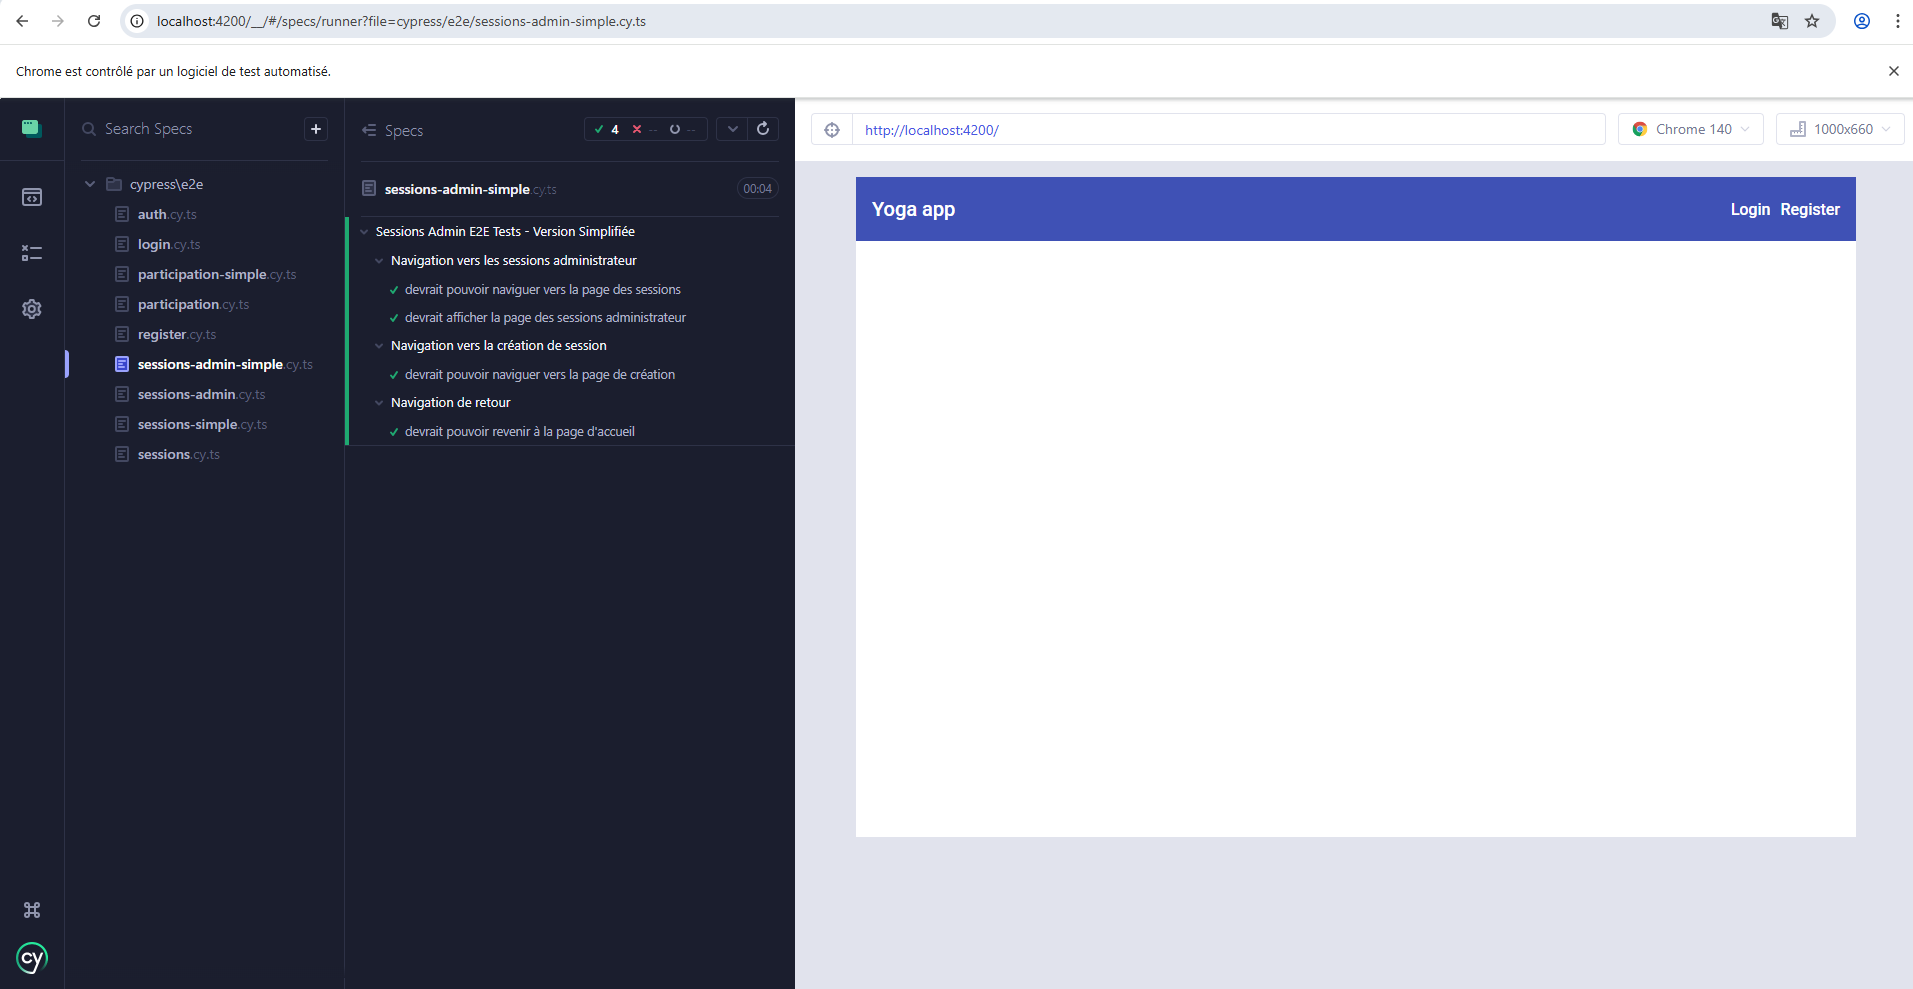 localhost:4200/__/#/specs/runner?file=cypress/e2e/sessions-admin-simple.cy.ts
Chrome est contrôlé par un logiciel de test automatisé.
Search Specs
+
cypress\e2e
auth.cy.ts
login.cy.ts
participation-simple.cy.ts
participation.cy.ts
register.cy.ts
sessions-admin-simple.cy.ts
sessions-admin.cy.ts
sessions-simple.cy.ts
sessions.cy.ts
cy
Specs
4 -- --
sessions-admin-simple.cy.ts 00:04
Sessions Admin E2E Tests - Version Simplifiée
Navigation vers les sessions administrateur
devrait pouvoir naviguer vers la page des sessions
devrait afficher la page des sessions administrateur
Navigation vers la création de session
devrait pouvoir naviguer vers la page de création
Navigation de retour
devrait pouvoir revenir à la page d'accueil
http://localhost:4200/ Chrome 140 1000x660
Yoga app Login Register